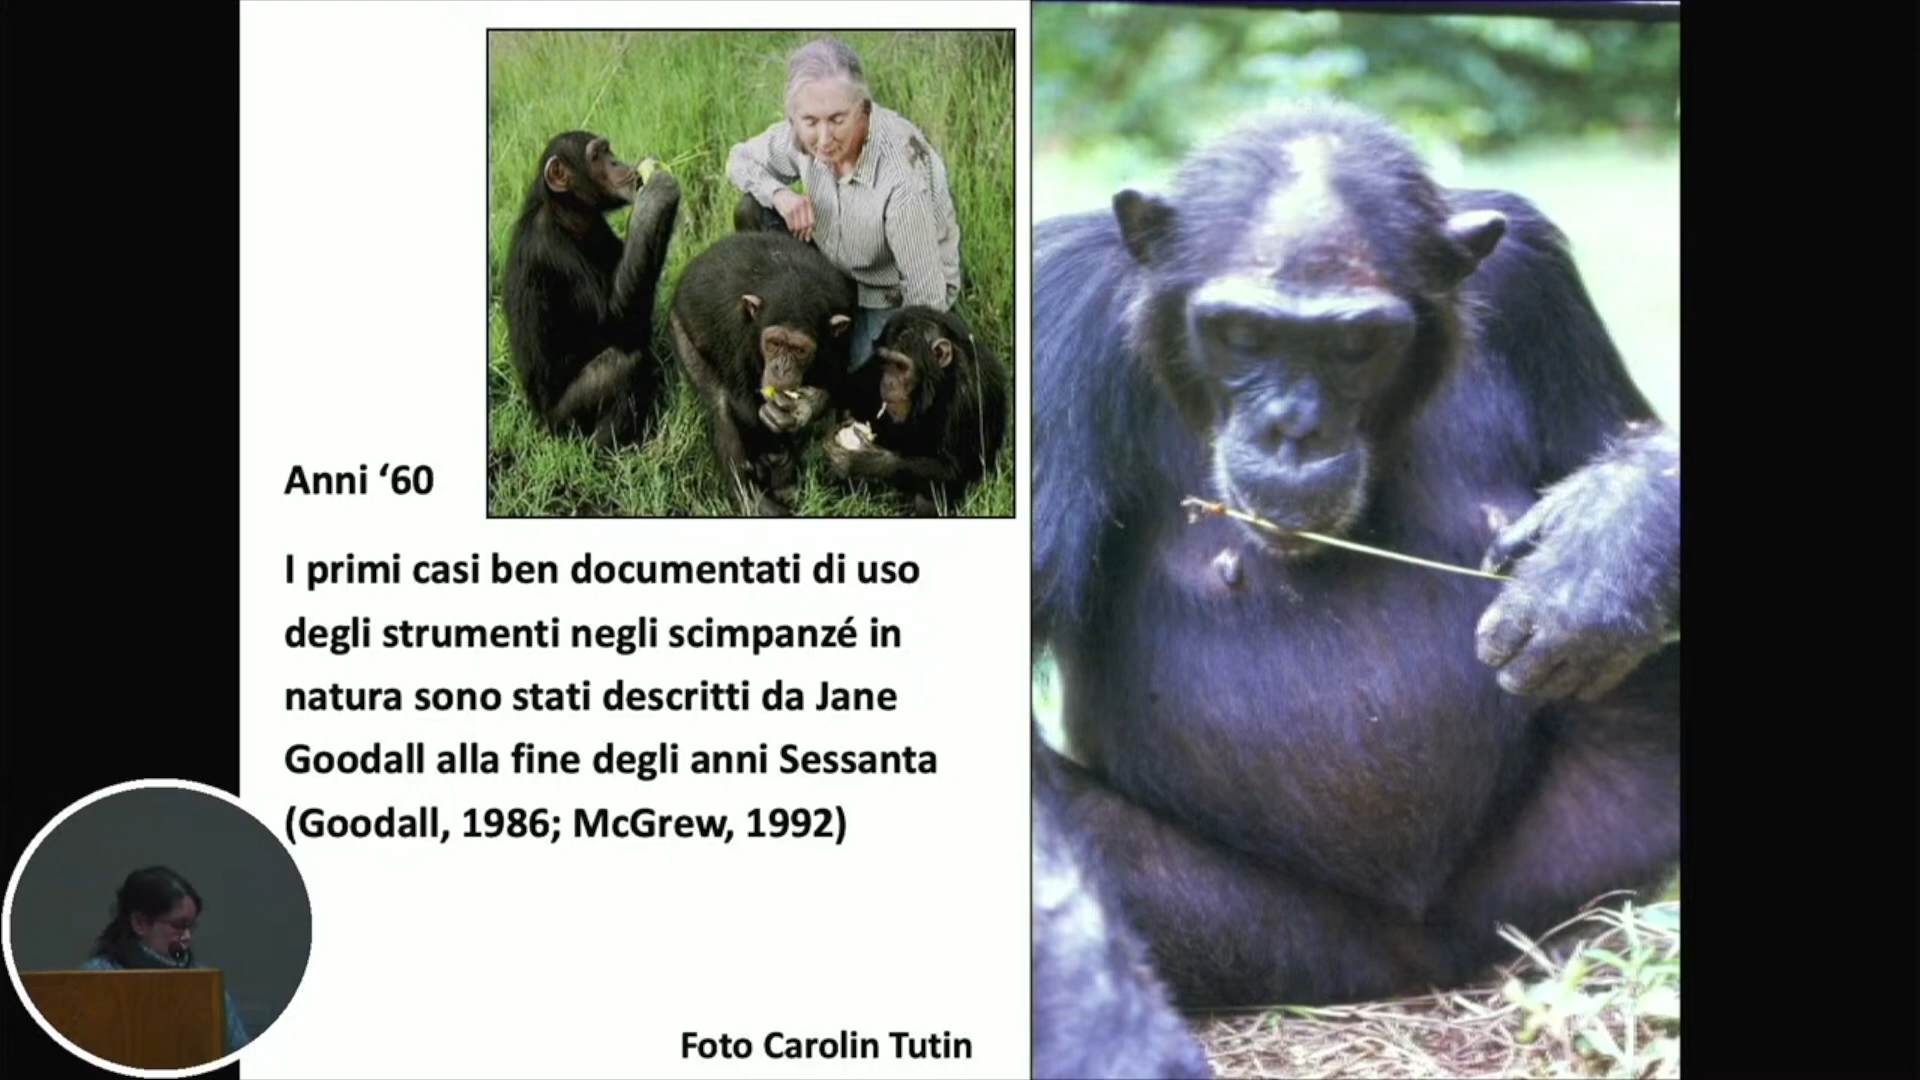 Anni ‘60
I primi casi ben documentati di uso
degli strumenti negli scimpanzé in
natura sono stati descritti da Jane
Goodall alla fine degli anni Sessanta
(Goodall, 1986; McGrew, 1992)
Foto Carolin Tutin